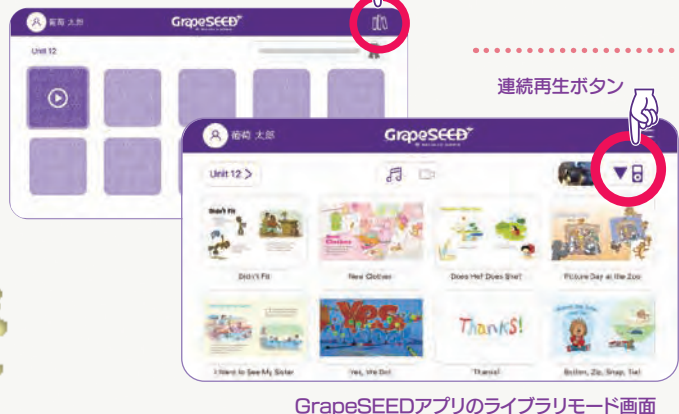 葡萄 太郎
GrapeSEED
Unit 12
連続再生ボタン
葡萄 太郎
GrapeSEED
Unit 12 >
Didn't Fit
New Clothes
Does He? Does She?
Picture Day at the Zoo
YES
Thanks!
I Want to See My Sister
Yes, We Do!
Thanks!
Button, Zip, Snap, Tie!
GrapeSEEDアプリのライブラリモード画面